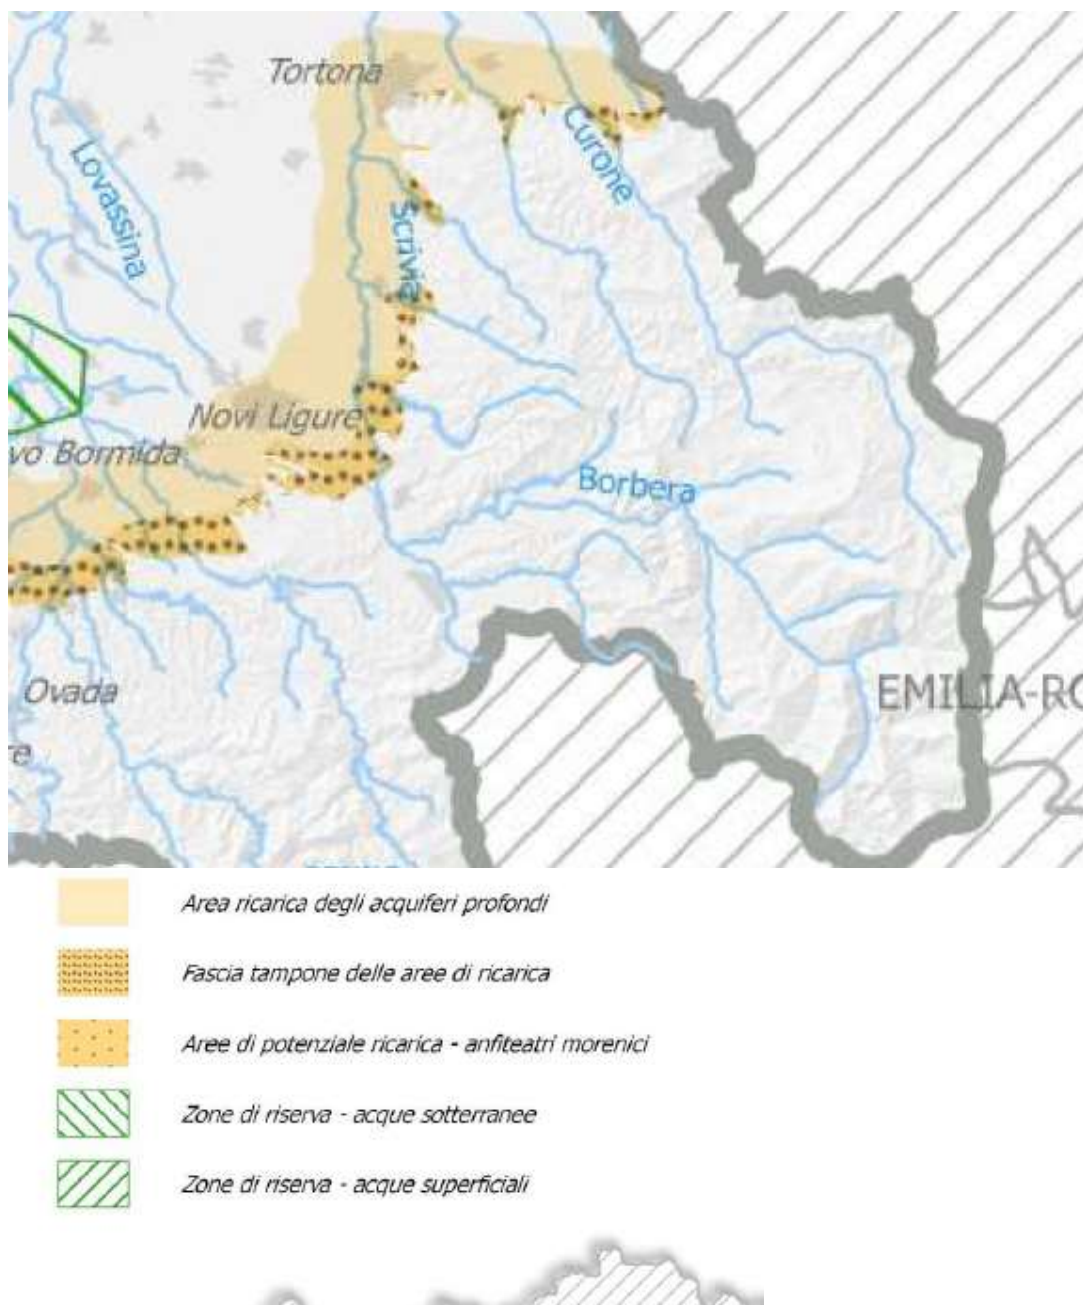 Tortona
Curone
Lovassina
Scrivia
Novi Ligure
vo Bormida
Borbera
Ovada
EMILIA-RO
re
Area ricarica degli acquiferi profondi
Fascia tampone delle aree di ricarica
Aree di potenziale ricarica - anfiteatri morenici
Zone di riserva - acque sotterranee
Zone di riserva - acque superficiali